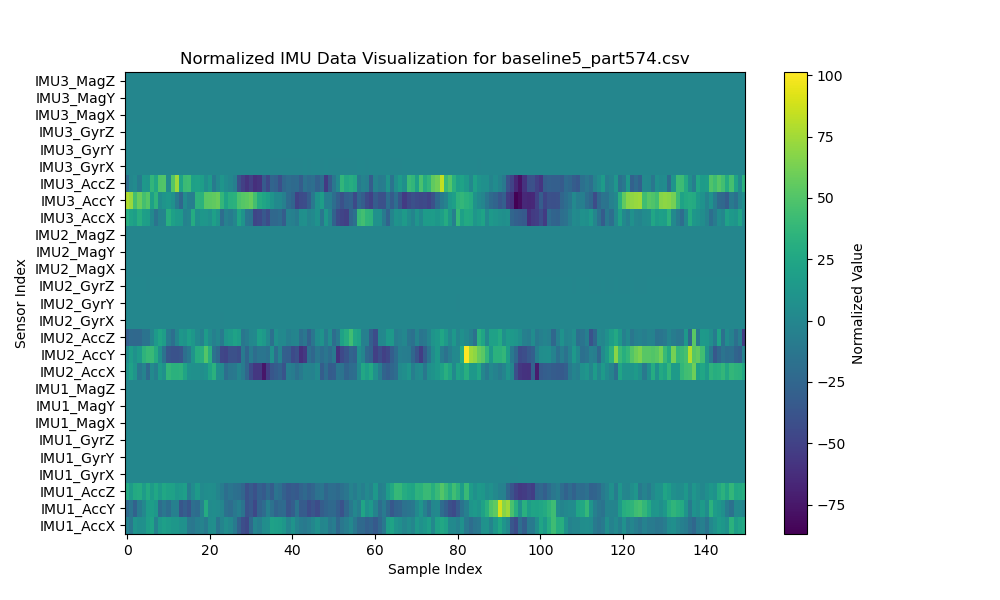 Normalized IMU Data Visualization for baseline5_part574.csv
IMU3_MagZ
IMU3_MagY
IMU3_MagX
IMU3_GyrZ
IMU3_GyrY
IMU3_GyrX
IMU3_AccZ
IMU3_AccY
IMU3_AccX
IMU2_MagZ
IMU2_MagY
IMU2_MagX
IMU2_GyrZ
IMU2_GyrY
IMU2_GyrX
IMU2_AccZ
IMU2_AccY
IMU2_AccX
IMU1_MagZ
IMU1_MagY
IMU1_MagX
IMU1_GyrZ
IMU1_GyrY
IMU1_GyrX
IMU1_AccZ
IMU1_AccY
IMU1_AccX
Sensor Index
0 20 40 60 80 100 120 140
Sample Index
100
75
50
25
0
−25
−50
−75
Normalized Value